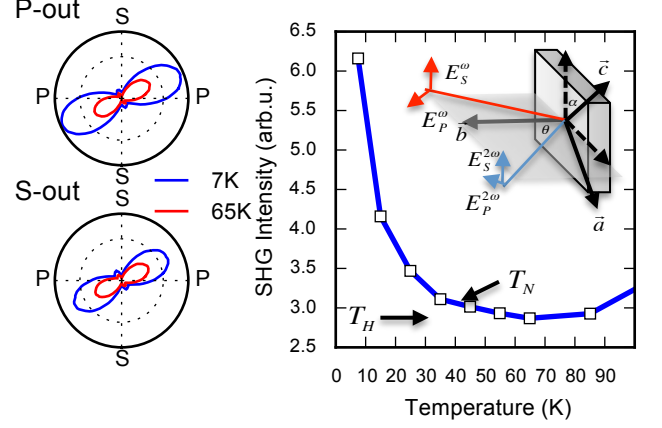 P-out
S
P
P
S
S-out
S
P
P
S
7K
65K
SHG Intensity (arb.u.)
6.5
6.0
5.5
5.0
4.5
4.0
3.5
3.0
2.5
0 10 20 30 40 50 60 70 80 90
Temperature (K)
E_S^ω
E_P^ω
b⃗
θ
α
c⃗
a⃗
E_S^{2ω}
E_P^{2ω}
T_N
T_H